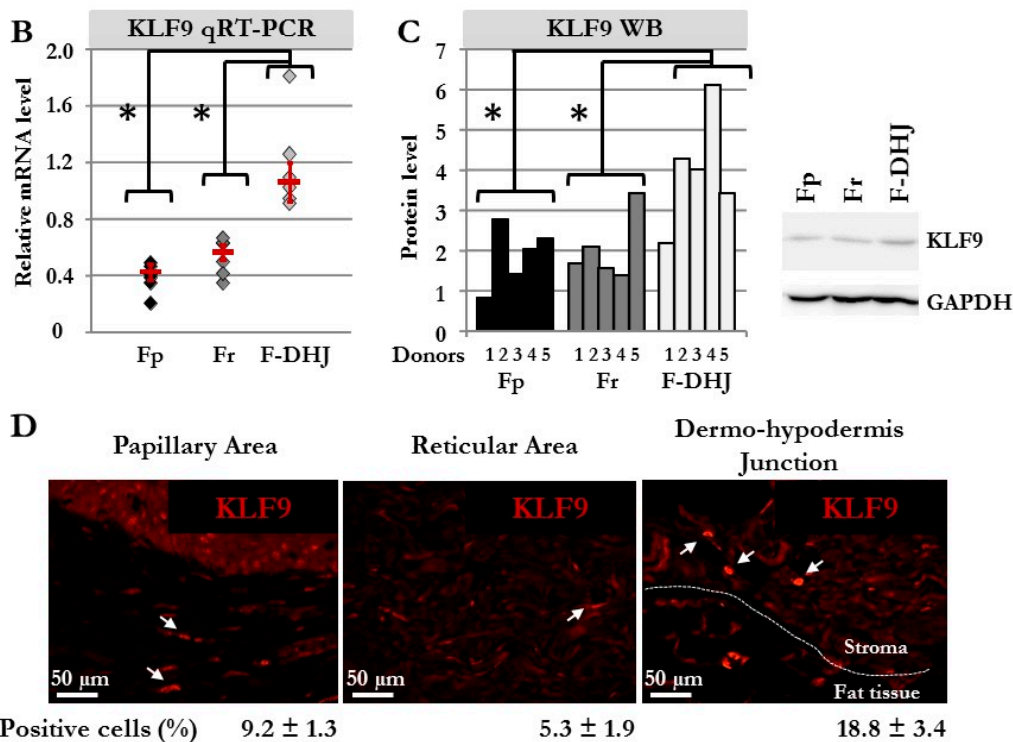 B
KLF9 qRT-PCR
Relative mRNA level
2.0
1.6
1.2
0.8
0.4
0
*
*
Fp
Fr
F-DHJ
C
KLF9 WB
Protein level
7
6
5
4
3
2
1
0
*
*
Donors 1 2 3 4 5 1 2 3 4 5 1 2 3 4 5
Fp Fr F-DHJ
Fp
Fr
F-DHJ
KLF9
GAPDH
D
Papillary Area
Reticular Area
Dermo-hypodermis
Junction
KLF9
50 µm
KLF9
50 µm
KLF9
Stroma
Fat tissue
50 µm
Positive cells (%) 9.2 ± 1.3 5.3 ± 1.9 18.8 ± 3.4